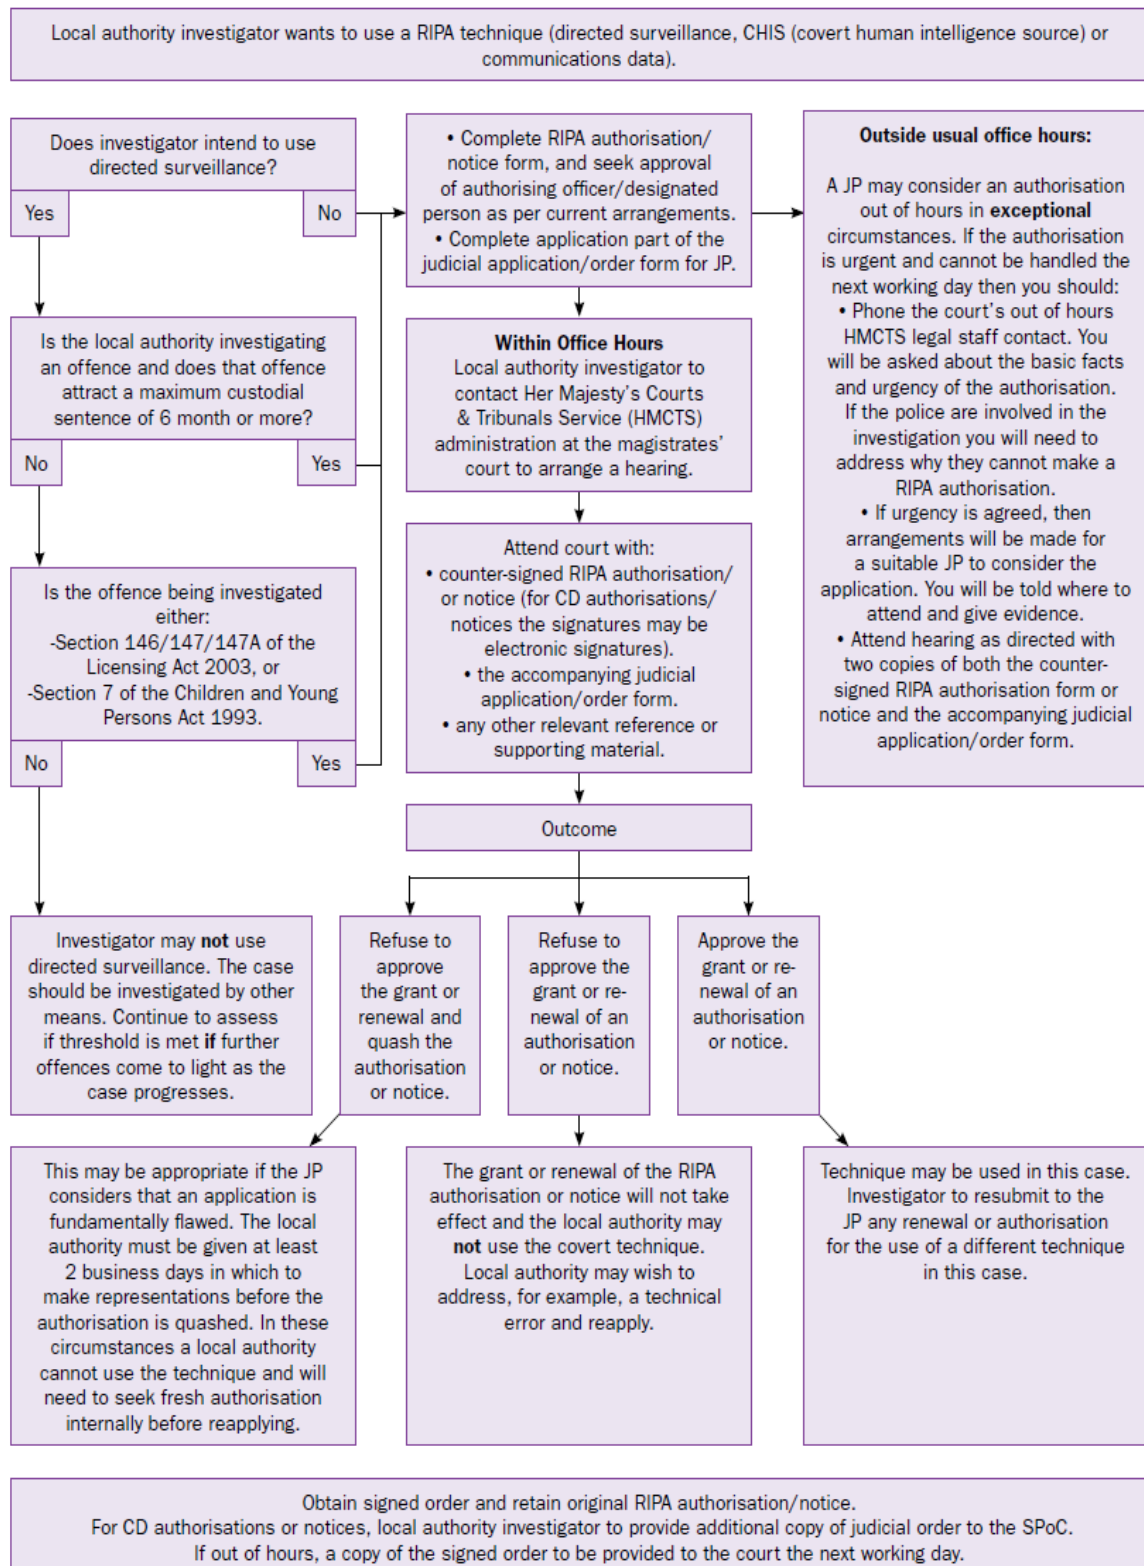 Local authority investigator wants to use a RIPA technique (directed surveillance, CHIS (covert human intelligence source) or
communications data).
Does investigator intend to use
directed surveillance?
Yes
No
Is the local authority investigating
an offence and does that offence
attract a maximum custodial
sentence of 6 month or more?
No
Yes
Is the offence being investigated
either:
-Section 146/147/147A of the
Licensing Act 2003, or
-Section 7 of the Children and Young
Persons Act 1993.
No
Yes
• Complete RIPA authorisation/
notice form, and seek approval
of authorising officer/designated
person as per current arrangements.
• Complete application part of the
judicial application/order form for JP.
Within Office Hours
Local authority investigator to
contact Her Majesty's Courts
& Tribunals Service (HMCTS)
administration at the magistrates'
court to arrange a hearing.
Attend court with:
• counter-signed RIPA authorisation/
or notice (for CD authorisations/
notices the signatures may be
electronic signatures).
• the accompanying judicial
application/order form.
• any other relevant reference or
supporting material.
Outside usual office hours:
A JP may consider an authorisation
out of hours in exceptional
circumstances. If the authorisation
is urgent and cannot be handled the
next working day then you should:
• Phone the court's out of hours
HMCTS legal staff contact. You
will be asked about the basic facts
and urgency of the authorisation.
If the police are involved in the
investigation you will need to
address why they cannot make a
RIPA authorisation.
• If urgency is agreed, then
arrangements will be made for
a suitable JP to consider the
application. You will be told where to
attend and give evidence.
• Attend hearing as directed with
two copies of both the counter-
signed RIPA authorisation form or
notice and the accompanying judicial
application/order form.
Outcome
Investigator may not use
directed surveillance. The case
should be investigated by other
means. Continue to assess
if threshold is met if further
offences come to light as the
case progresses.
Refuse to
approve
the grant or
renewal and
quash the
authorisation
or notice.
Refuse to
approve the
grant or re-
newal of an
authorisation
or notice.
Approve the
grant or re-
newal of an
authorisation
or notice.
This may be appropriate if the JP
considers that an application is
fundamentally flawed. The local
authority must be given at least
2 business days in which to
make representations before the
authorisation is quashed. In these
circumstances a local authority
cannot use the technique and will
need to seek fresh authorisation
internally before reapplying.
The grant or renewal of the RIPA
authorisation or notice will not take
effect and the local authority may
not use the covert technique.
Local authority may wish to
address, for example, a technical
error and reapply.
Technique may be used in this case.
Investigator to resubmit to the
JP any renewal or authorisation
for the use of a different technique
in this case.
Obtain signed order and retain original RIPA authorisation/notice.
For CD authorisations or notices, local authority investigator to provide additional copy of judicial order to the SPoC.
If out of hours, a copy of the signed order to be provided to the court the next working day.